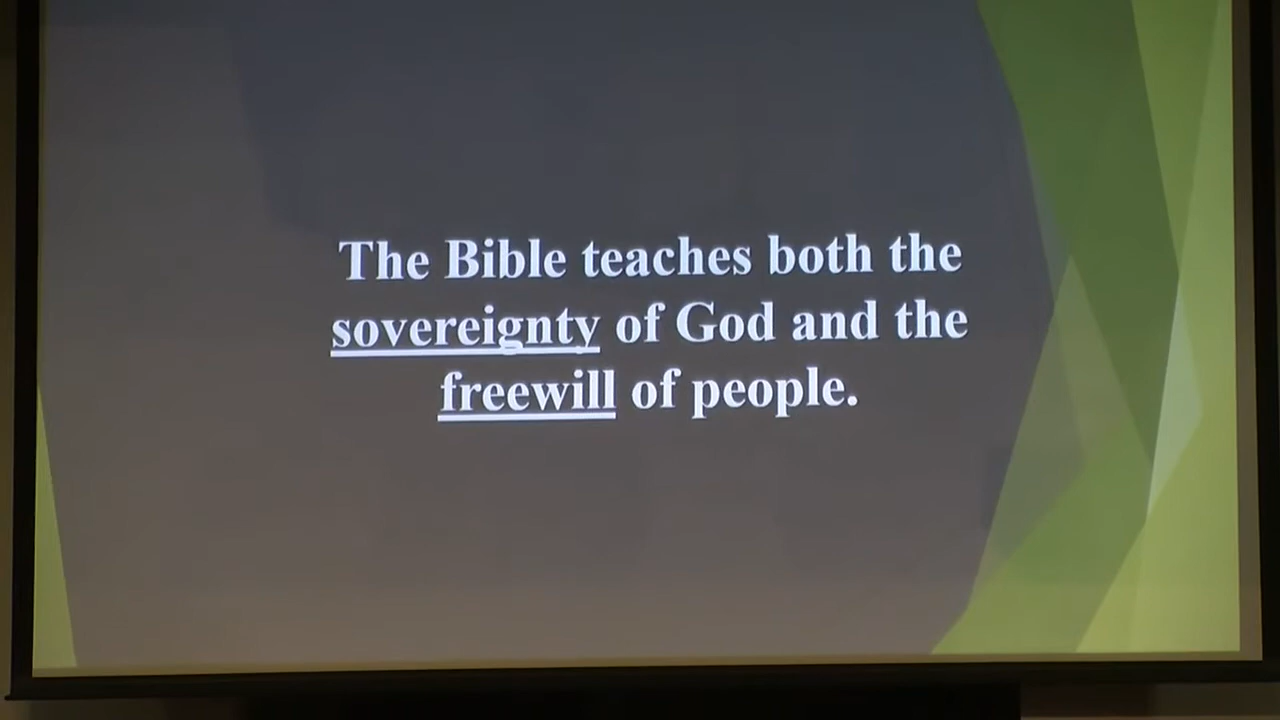 The Bible teaches both the
sovereignty of God and the
freewill of people.